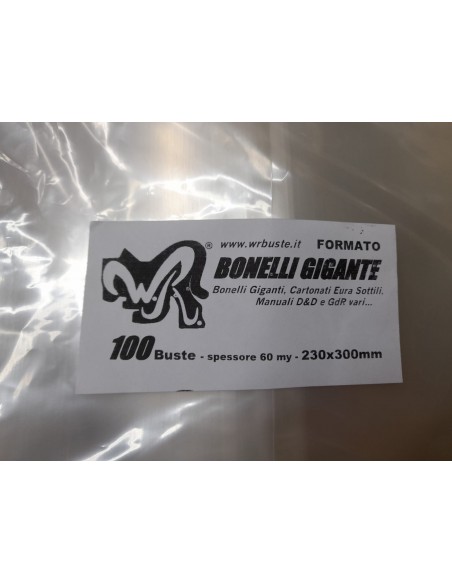 www.wrbuste.it FORMATO
WR®
BONELLI GIGANTE
Bonelli Giganti, Cartonati Eura Sottili.
Manuali D&D e GdR vari...
100 Buste - spessore 60 my - 230x300mm